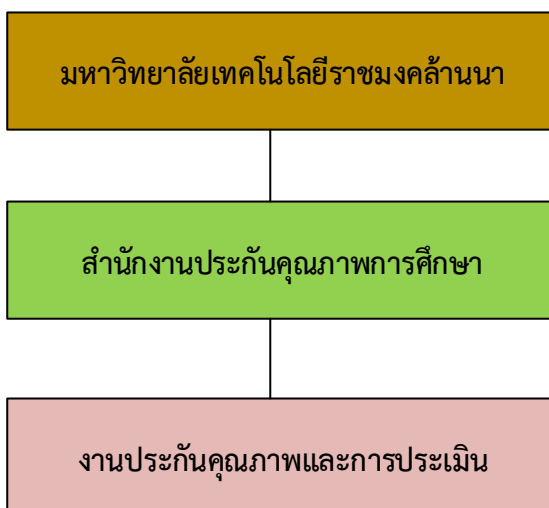 มหาวิทยาลัยเทคโนโลยีราชมงคล้านนา
สำนักงานประกันคุณภาพการศึกษา
งานประกันคุณภาพและการประเมิน